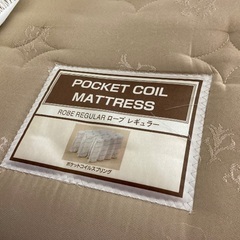 POCKET COIL
MATTRESS
ROBE REGULAR ローブ レギュラー
ポケットコイルスプリング